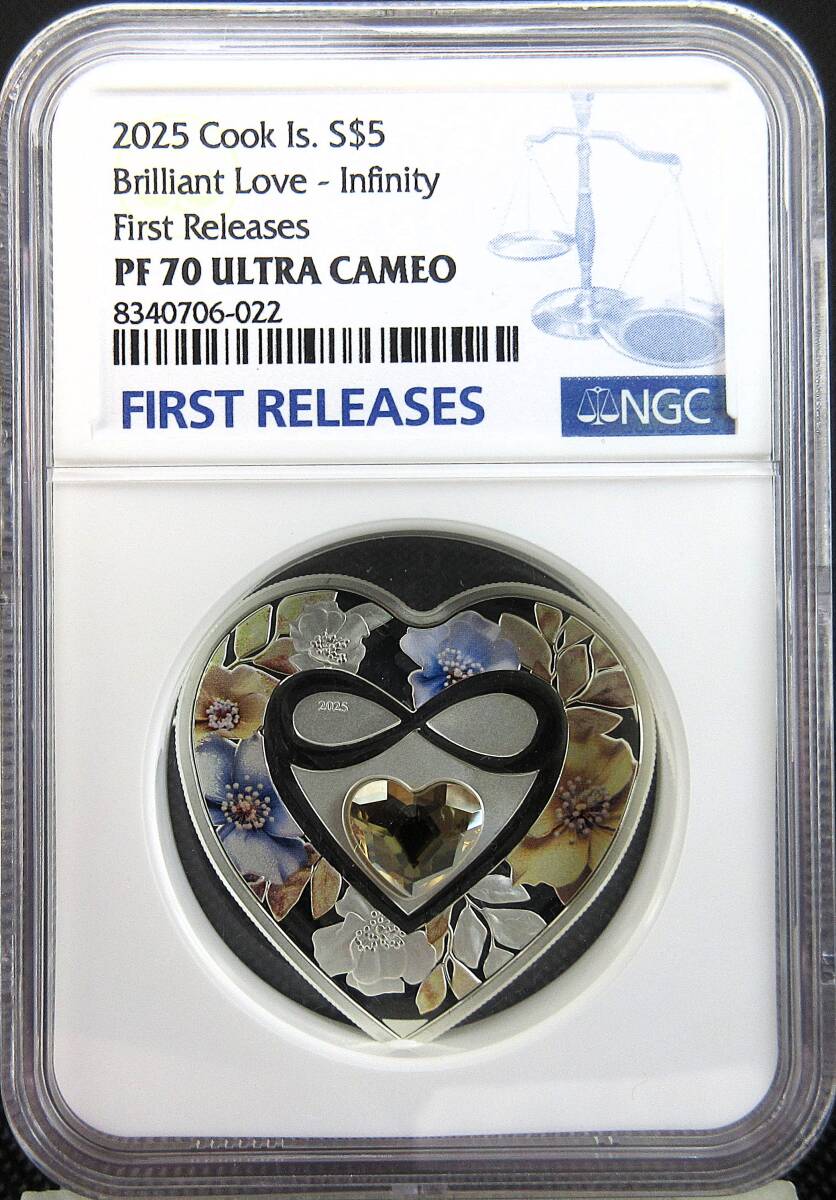 2025 Cook Is. S$5
Brilliant Love - Infinity
First Releases
PF 70 ULTRA CAMEO
8340706-022
FIRST RELEASES
NGC
2025